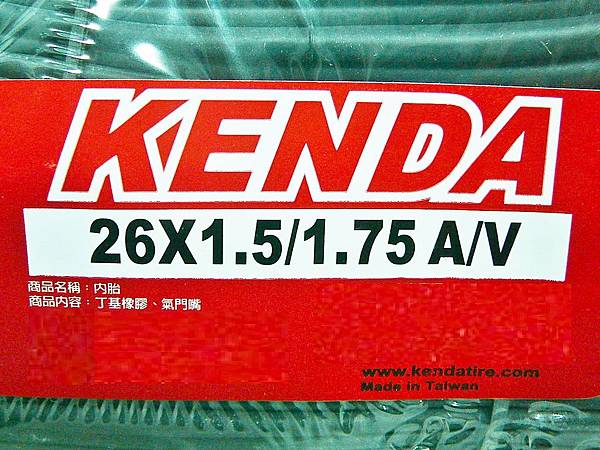 KENDA
26X1.5/1.75 A/V
商品名稱：內胎
商品內容：丁基橡膠、氣門嘴
www.kendatire.com
Made in Taiwan